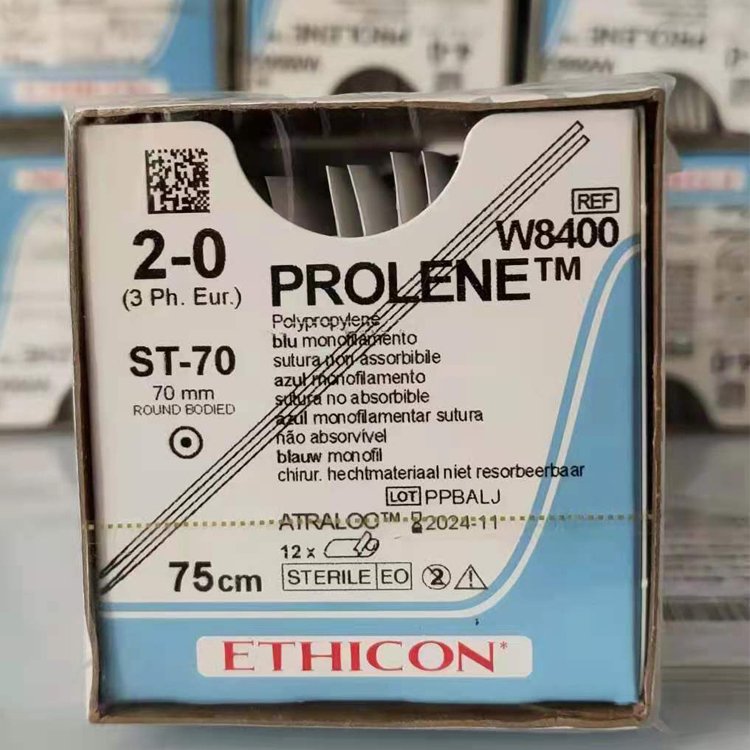 REF
W8400
2-0
(3 Ph. Eur.)
PROLENE™
Polypropylene
blu monofilamento
sutura non assorbibile
azul monofilamento
sutura no absorbible
azul monofilamentar sutura
não absorvível
blauw monofil
chirur. hechtmateriaal niet resorbeerbaar
ST-70
70 mm
ROUND BODIED
LOT PPBALJ
ATRALOC™ 2024-11
12 x
75cm
STERILE EO
2
ETHICON*
PROLENE